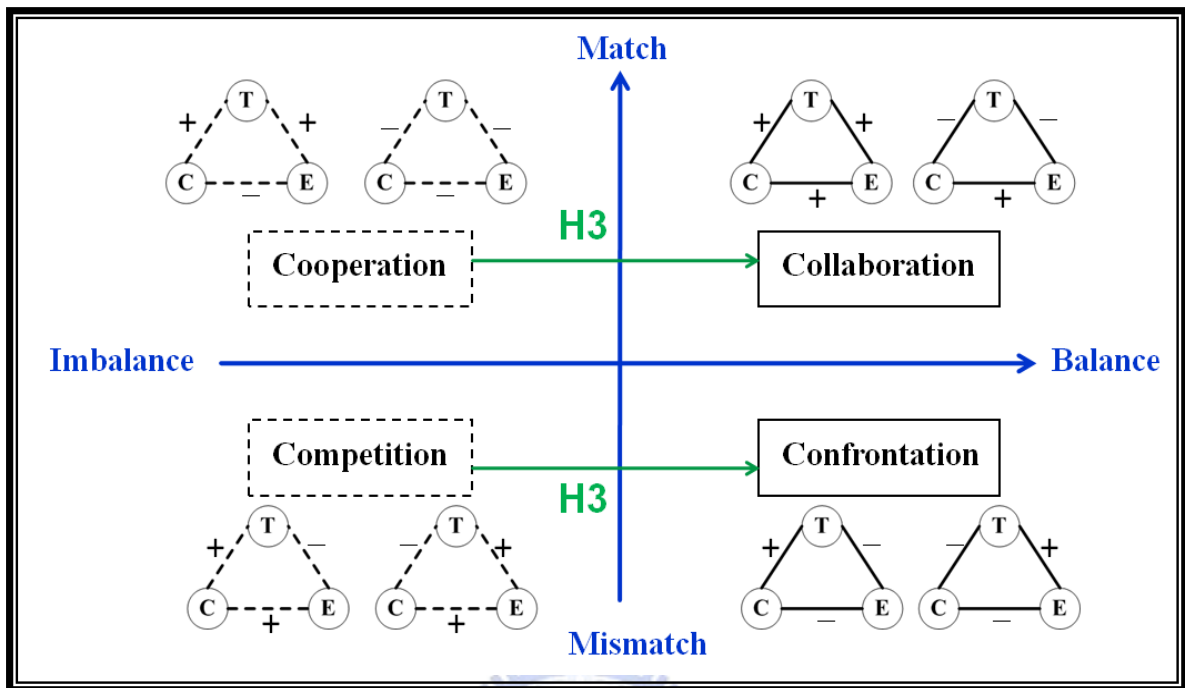 Match
T T T T
+ + − − + + − −
C E C E C E C E
− − + +
H3
Cooperation Collaboration
Imbalance Balance
Competition Confrontation
H3
T T T T
+ − − + + − − +
C E C E C E C E
+ + − −
Mismatch